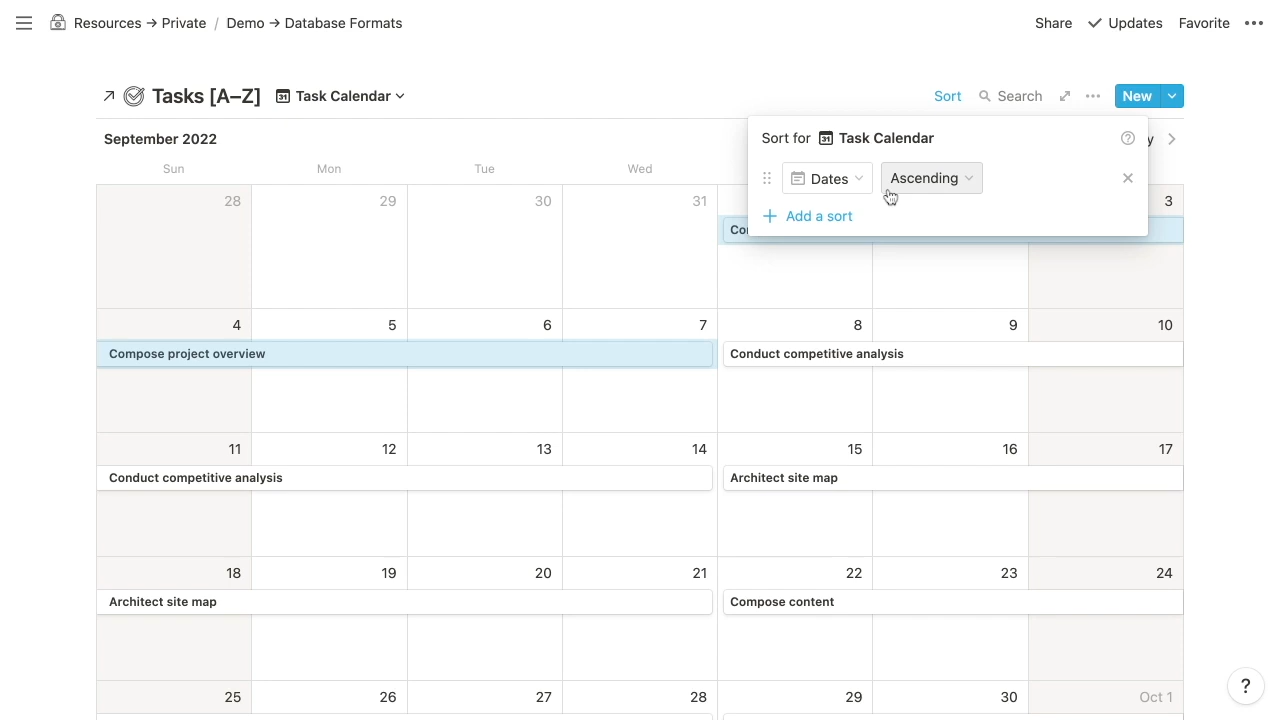 Resources → Private / Demo → Database Formats
Share ✓ Updates Favorite •••
↗ Tasks [A–Z] 31 Task Calendar
Sort Search ••• New
September 2022
y
Sun Mon Tue Wed
Sort for 31 Task Calendar ?
Dates Ascending ×
+ Add a sort
28 29 30 31 3
Co
4 5 6 7 8 9 10
Compose project overview Conduct competitive analysis
11 12 13 14 15 16 17
Conduct competitive analysis Architect site map
18 19 20 21 22 23 24
Architect site map Compose content
25 26 27 28 29 30 Oct 1
?